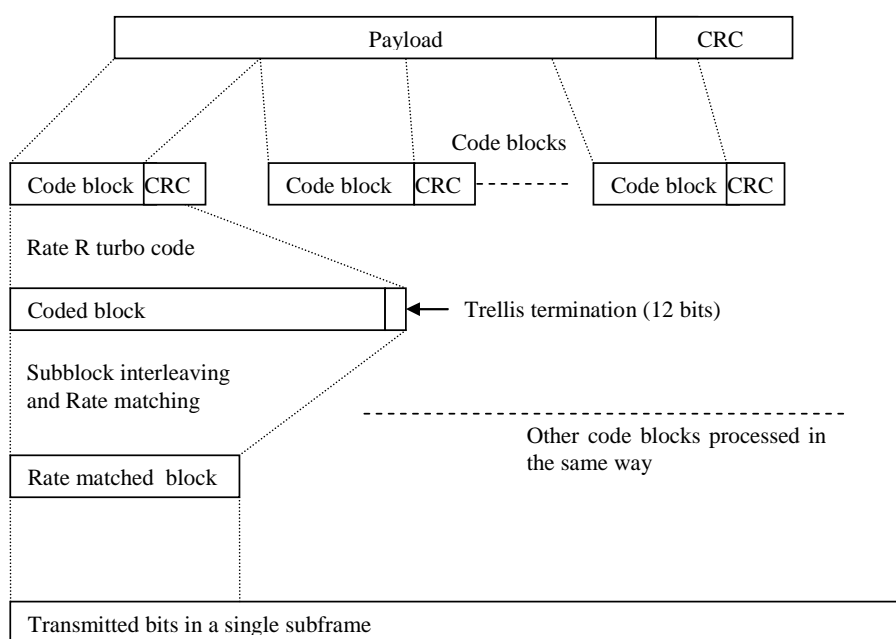 Payload CRC
Code blocks
Code block CRC Code block CRC Code block CRC
Rate R turbo code
Coded block
Trellis termination (12 bits)
Subblock interleaving
and Rate matching
Other code blocks processed in
the same way
Rate matched block
Transmitted bits in a single subframe